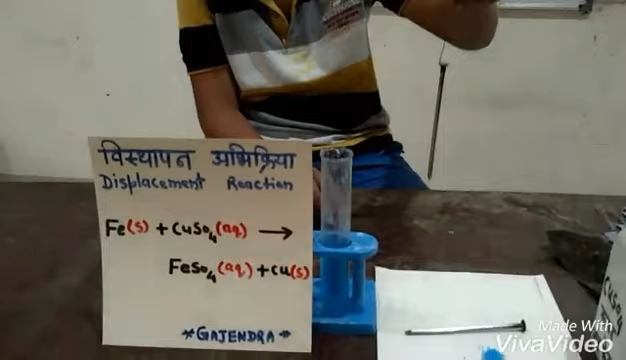 विस्थापन अभिक्रिया
Displacement Reaction
Fe(s) + CuSo₄(aq) →
FeSo₄(aq) + Cu(s)
*GAJENDRA*
Made With
VivaVideo